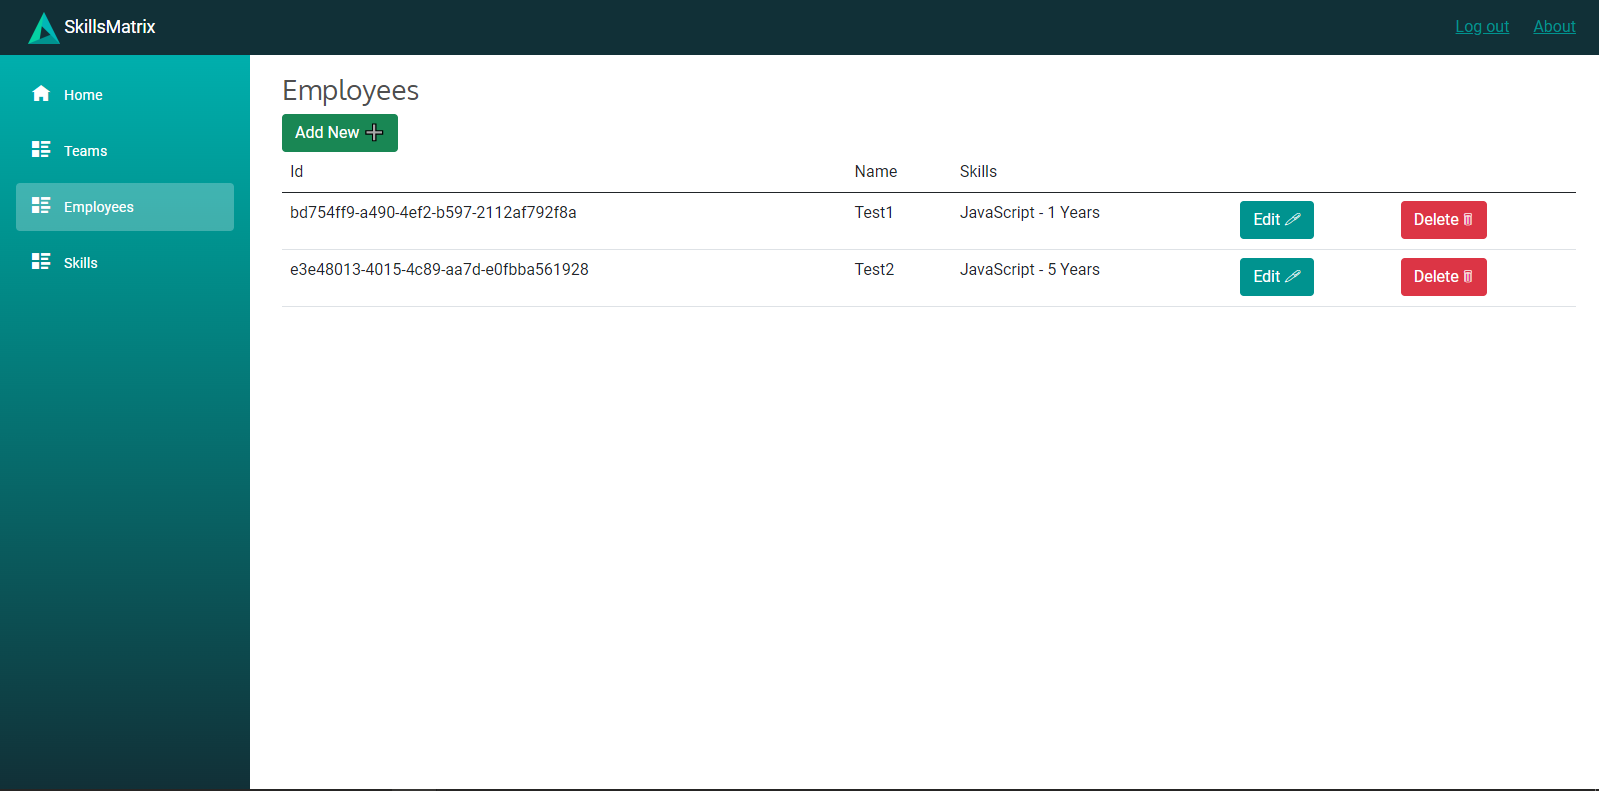 SkillsMatrix
Log out About
Home
Teams
Employees
Skills
Employees
Add New
Id Name Skills
bd754ff9-a490-4ef2-b597-2112af792f8a Test1 JavaScript - 1 Years Edit Delete
e3e48013-4015-4c89-aa7d-e0fbba561928 Test2 JavaScript - 5 Years Edit Delete